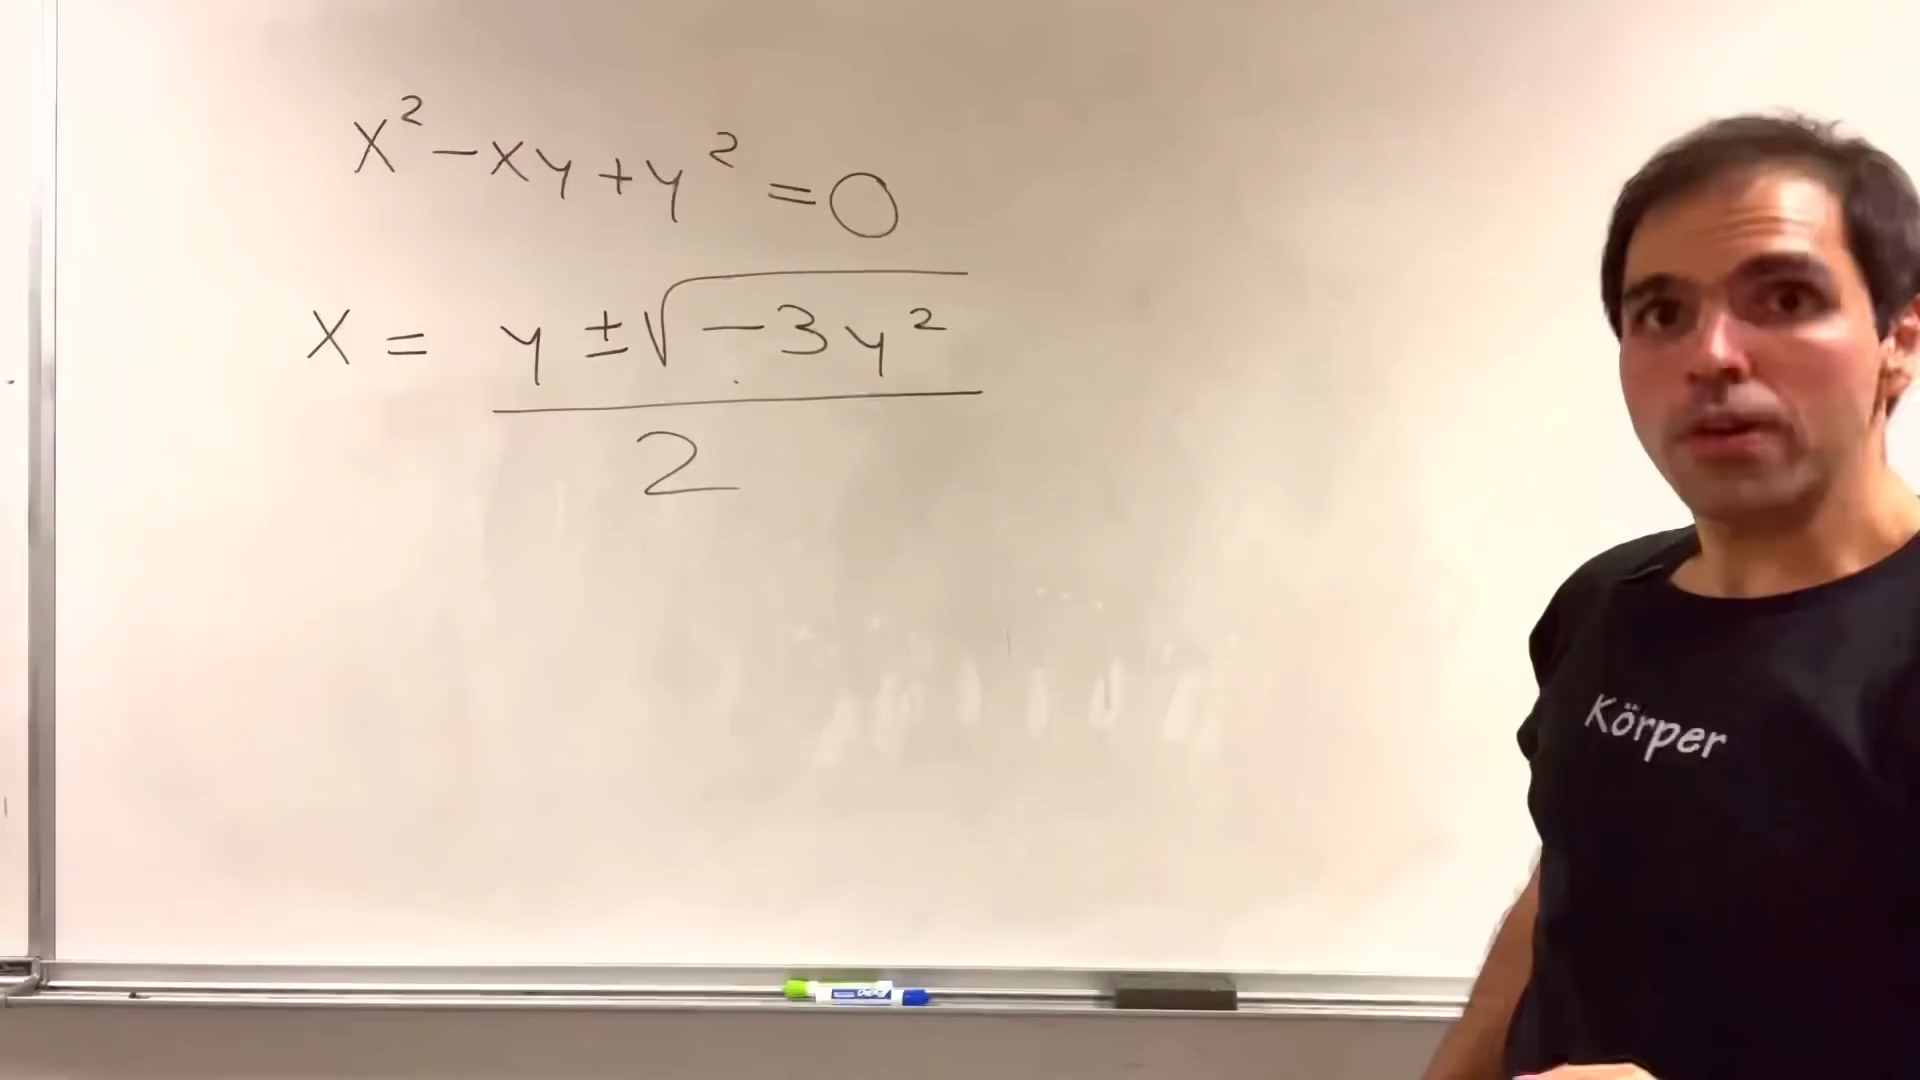 x² - xy + y² = 0
x = (y ± √(-3y²)) / 2
Körper